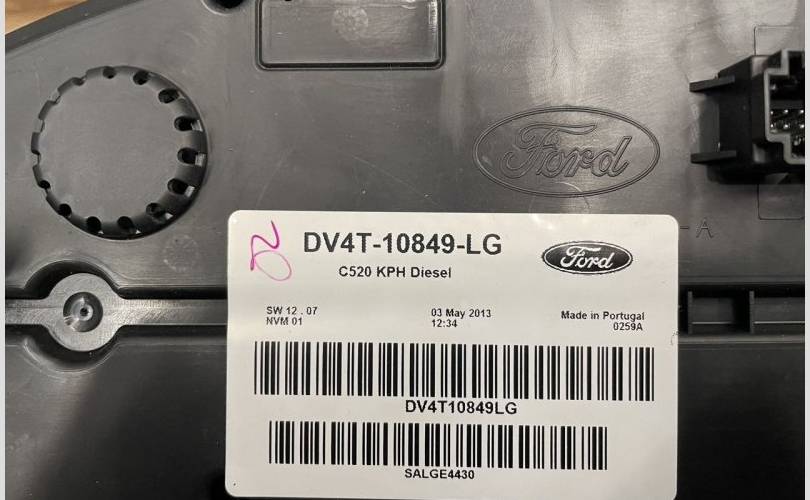 Ford
-A
DV4T-10849-LG
Ford
C520 KPH Diesel
SW 12 . 07
NVM 01
03 May 2013
12:34
Made in Portugal
0259A
DV4T10849LG
SALGE4430